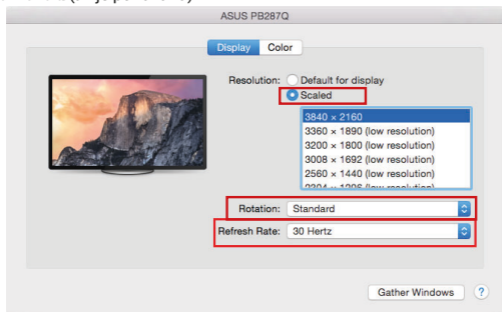 ASUS PB287Q
Display Color
Resolution: Default for display
Scaled
3840 × 2160
3360 × 1890 (low resolution)
3200 × 1800 (low resolution)
3008 × 1692 (low resolution)
2560 × 1440 (low resolution)
Rotation: Standard
Refresh Rate: 30 Hertz
Gather Windows ?